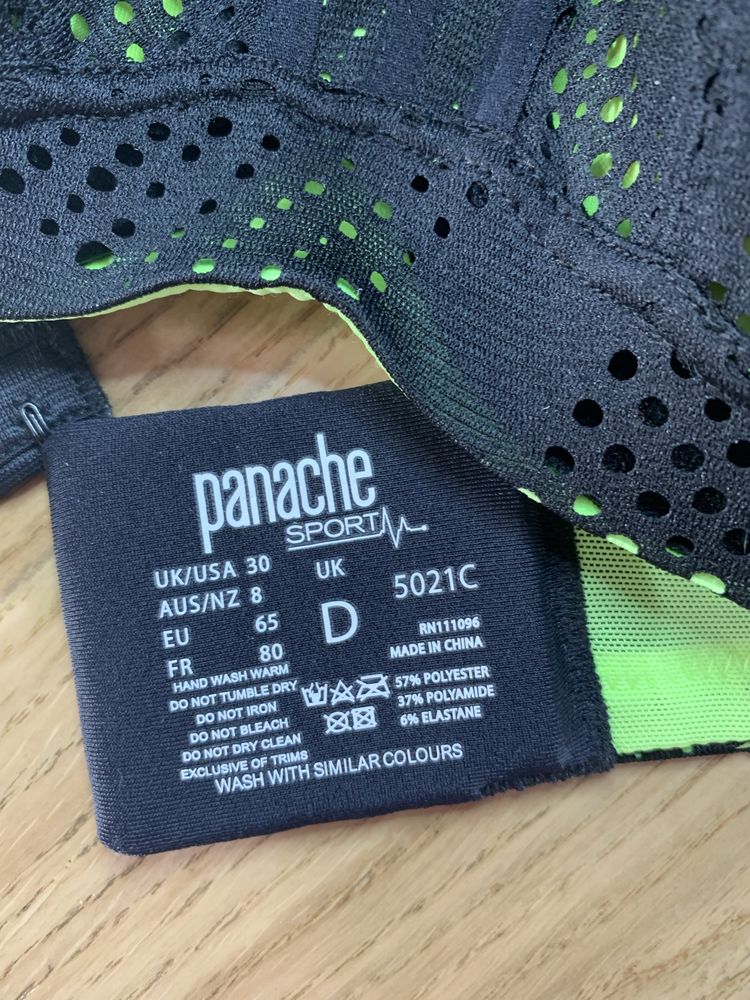 panache
SPORT
UK/USA 30 UK 5021C
AUS/NZ 8 D
EU 65 RN111096
FR 80 MADE IN CHINA
HAND WASH WARM
DO NOT TUMBLE DRY
DO NOT IRON
DO NOT BLEACH
DO NOT DRY CLEAN
EXCLUSIVE OF TRIMS
57% POLYESTER
37% POLYAMIDE
6% ELASTANE
WASH WITH SIMILAR COLOURS